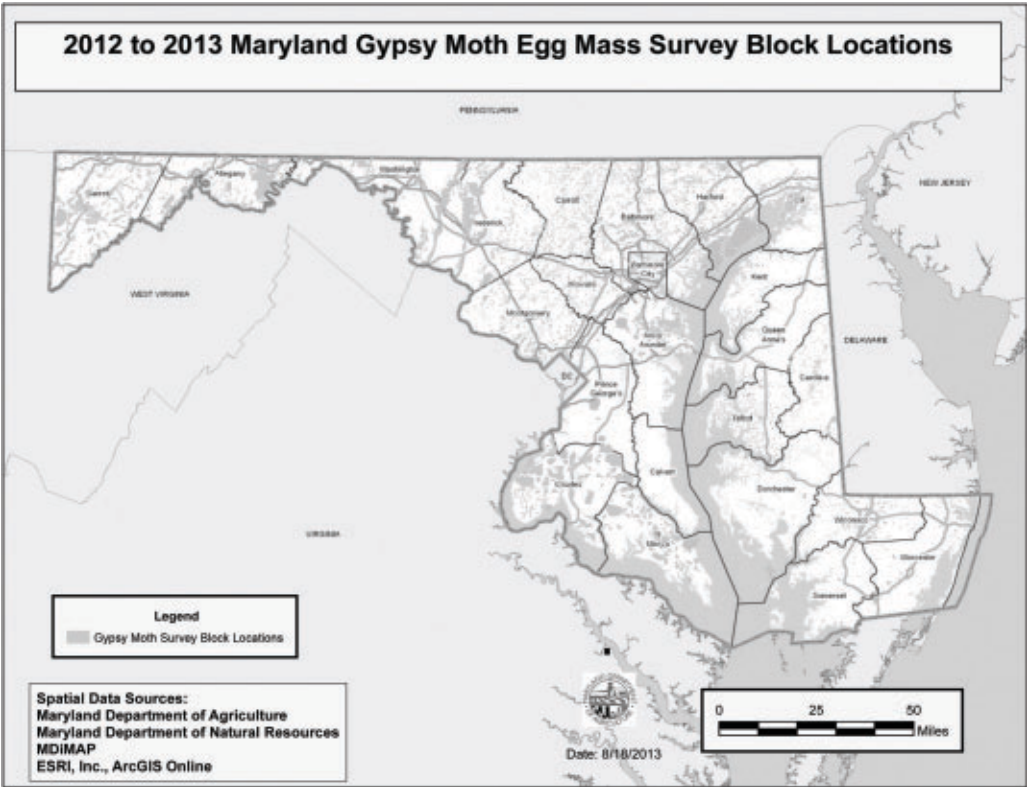 2012 to 2013 Maryland Gypsy Moth Egg Mass Survey Block Locations
PENNSYLVANIA
Garrett
Allegany
Washington
Frederick
Carroll
Baltimore
Harford
NEW JERSEY
Baltimore
City
Kent
WEST VIRGINIA
Howard
Montgomery
Anne
Arundel
Queen
Anne's
DELAWARE
DC
Prince
George's
Caroline
Talbot
Calvert
Charles
Dorchester
VIRGINIA
Wicomico
Worcester
Somerset
Legend
Gypsy Moth Survey Block Locations
Spatial Data Sources:
Maryland Department of Agriculture
Maryland Department of Natural Resources
MDiMAP
ESRI, Inc., ArcGIS Online
Date: 8/18/2013
0 25 50
Miles